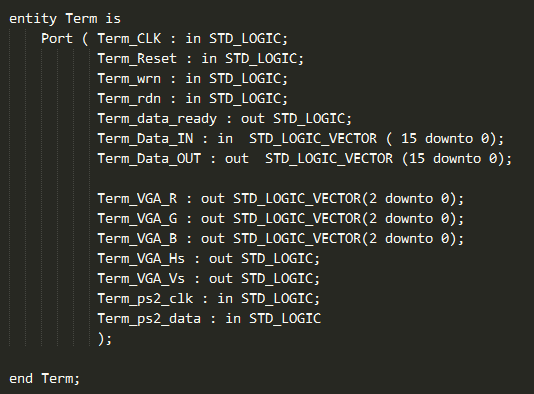 entity Term is
Port ( Term_CLK : in STD_LOGIC;
Term_Reset : in STD_LOGIC;
Term_wrn : in STD_LOGIC;
Term_rdn : in STD_LOGIC;
Term_data_ready : out STD_LOGIC;
Term_Data_IN : in  STD_LOGIC_VECTOR ( 15 downto 0);
Term_Data_OUT : out  STD_LOGIC_VECTOR (15 downto 0);
Term_VGA_R : out STD_LOGIC_VECTOR(2 downto 0);
Term_VGA_G : out STD_LOGIC_VECTOR(2 downto 0);
Term_VGA_B : out STD_LOGIC_VECTOR(2 downto 0);
Term_VGA_Hs : out STD_LOGIC;
Term_VGA_Vs : out STD_LOGIC;
Term_ps2_clk : in STD_LOGIC;
Term_ps2_data : in STD_LOGIC
);
end Term;